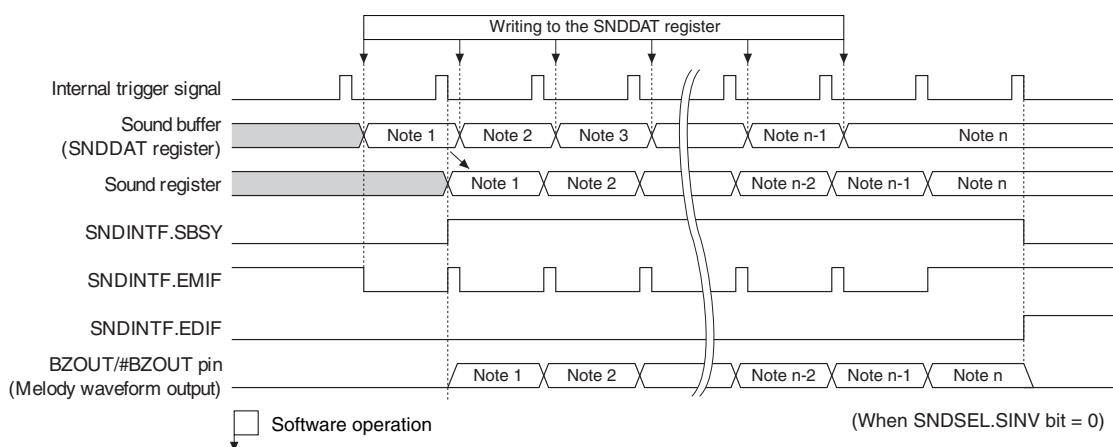 Writing to the SNDDAT register
Internal trigger signal
Sound buffer
(SNDDAT register)
Note 1 Note 2 Note 3 Note n-1 Note n
Sound register
Note 1 Note 2 Note n-2 Note n-1 Note n
SNDINTF.SBSY
SNDINTF.EMIF
SNDINTF.EDIF
BZOUT/#BZOUT pin
(Melody waveform output)
Note 1 Note 2 Note n-2 Note n-1 Note n
Software operation
(When SNDSEL.SINV bit = 0)